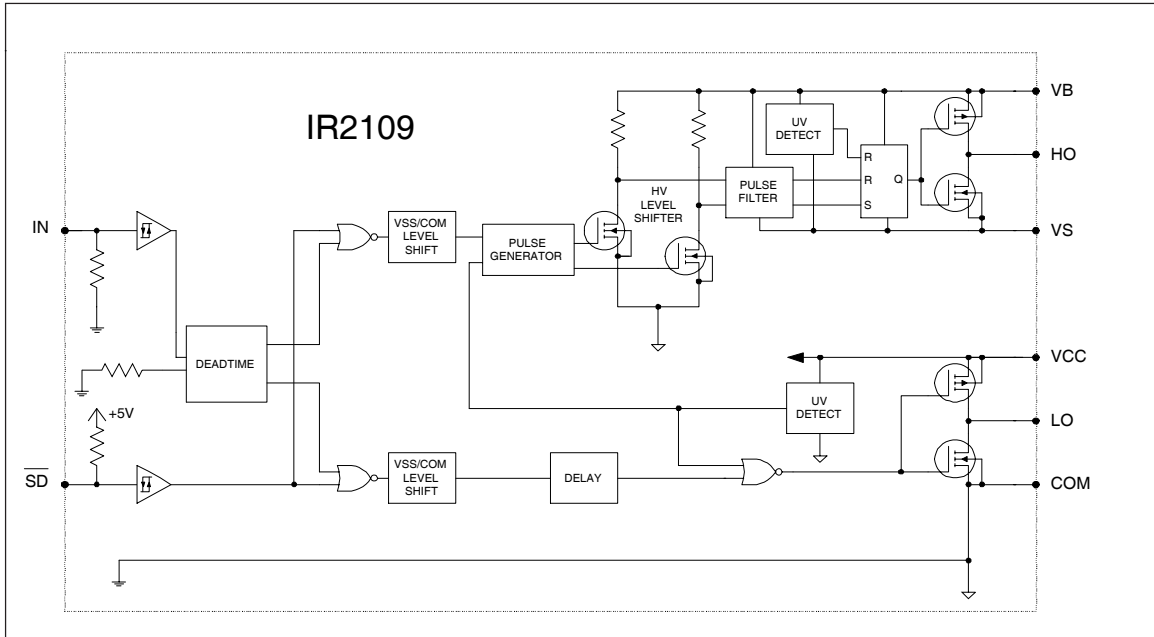 IR2109
VB
UV
DETECT
R
R
S
Q
HO
HV
LEVEL
SHIFTER
PULSE
FILTER
IN
VSS/COM
LEVEL
SHIFT
PULSE
GENERATOR
VS
DEADTIME
VCC
+5V
UV
DETECT
LO
SD
VSS/COM
LEVEL
SHIFT
DELAY
COM